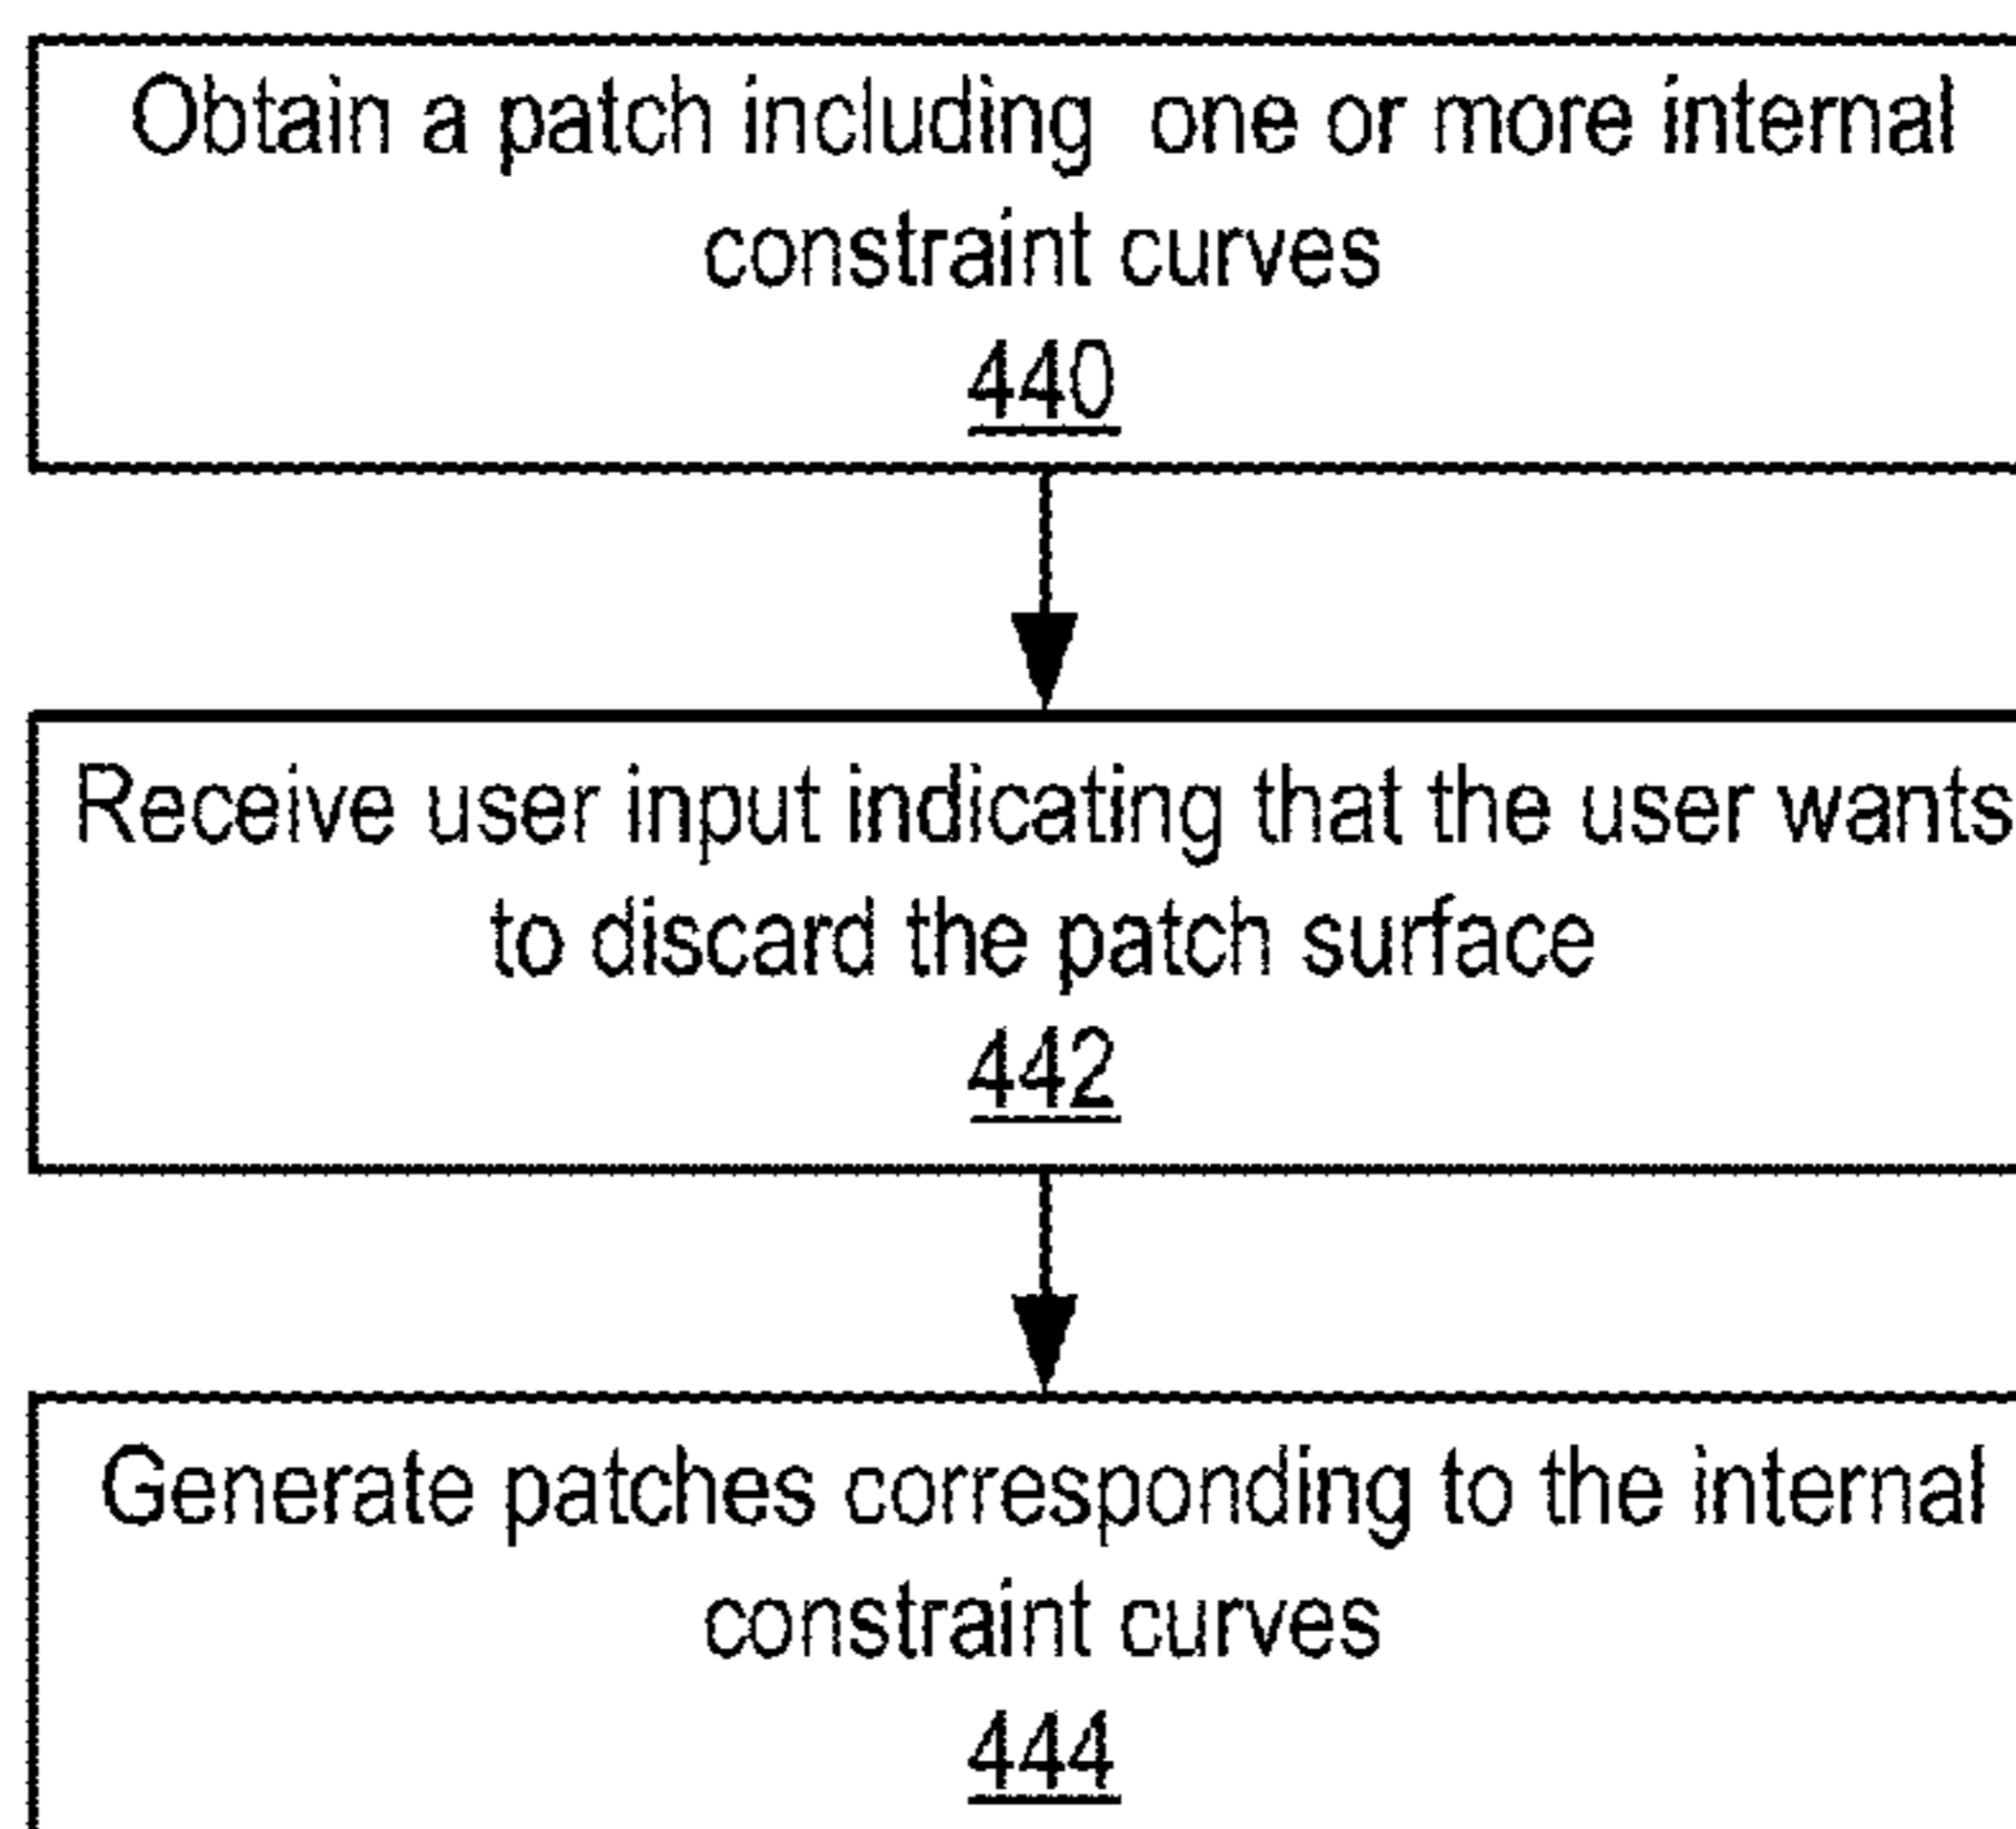 Obtain a patch including one or more internal
constraint curves
440
Receive user input indicating that the user wants
to discard the patch surface
442
Generate patches corresponding to the internal
constraint curves
444